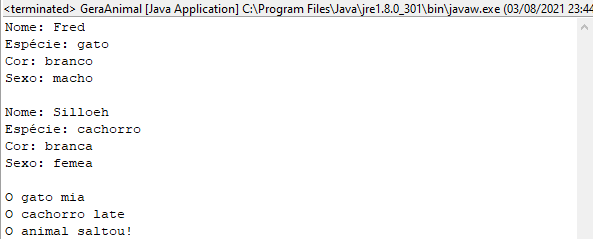 <terminated> GeraAnimal [Java Application] C:\Program Files\Java\jre1.8.0_301\bin\javaw.exe (03/08/2021 23:44
Nome: Fred
Espécie: gato
Cor: branco
Sexo: macho
Nome: Silloeh
Espécie: cachorro
Cor: branca
Sexo: femea
O gato mia
O cachorro late
O animal saltou!